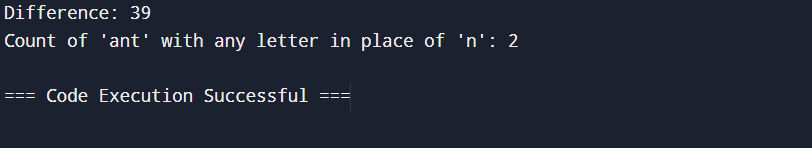 Difference: 39
Count of 'ant' with any letter in place of 'n': 2
=== Code Execution Successful ===